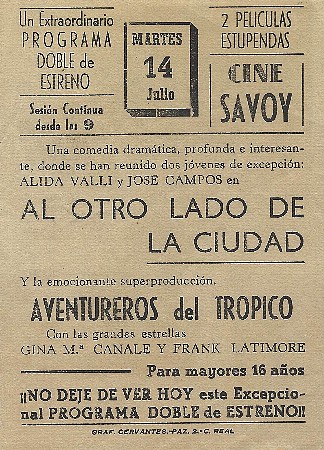 Un Extraordinario
PROGRAMA
DOBLE de
ESTRENO
Sesión Continua
desde las 9
MARTES
14
Julio
2 PELICULAS
ESTUPENDAS
CINE
SAVOY
Una comedia dramática, profunda e interesan-
te, donde se han reunido dos jóvenes de excepción:
ALIDA VALLI y JOSE CAMPOS en
AL OTRO LADO DE
LA CIUDAD
Y la emocionante superproducción.
AVENTUREROS del TROPICO
Con las grandes estrellas
GINA M.ª CANALE Y FRANK LATIMORE
Para mayores 16 años
¡¡NO DEJE DE VER HOY este Excepcio-
nal PROGRAMA DOBLE de ESTRENO!!
GRAF. CERVANTES.-PAZ, 2.-C. REAL